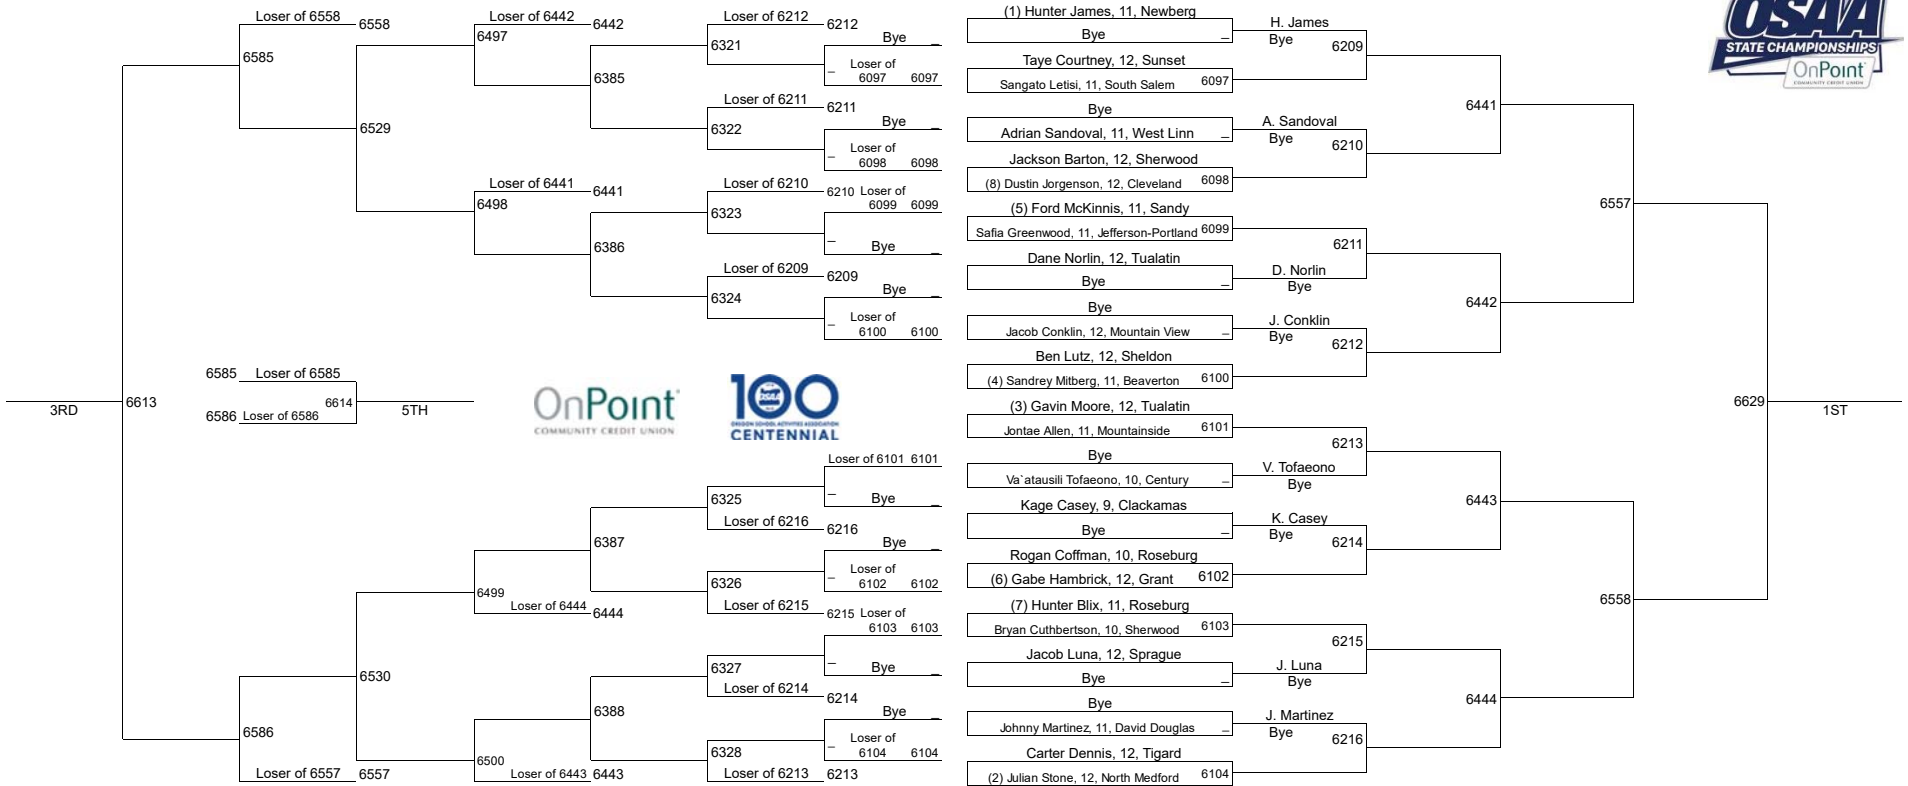 OSAA
STATE CHAMPIONSHIPS
OnPoint
COMMUNITY CREDIT UNION
(1) Hunter James, 11, Newberg
Bye _
H. James
Bye
6209
Taye Courtney, 12, Sunset
Sangato Letisi, 11, South Salem 6097
6441
Bye
Adrian Sandoval, 11, West Linn _
A. Sandoval
Bye
6210
Jackson Barton, 12, Sherwood
(8) Dustin Jorgenson, 12, Cleveland 6098
6557
(5) Ford McKinnis, 11, Sandy
Safia Greenwood, 11, Jefferson-Portland 6099
6211
Dane Norlin, 12, Tualatin
Bye _
D. Norlin
Bye
6442
Bye
Jacob Conklin, 12, Mountain View _
J. Conklin
Bye
6212
Ben Lutz, 12, Sheldon
(4) Sandrey Mitberg, 11, Beaverton 6100
6629
1ST
(3) Gavin Moore, 12, Tualatin
Jontae Allen, 11, Mountainside 6101
6213
Bye
Va`atausili Tofaeono, 10, Century _
V. Tofaeono
Bye
6443
Kage Casey, 9, Clackamas
Bye _
K. Casey
Bye
6214
Rogan Coffman, 10, Roseburg
(6) Gabe Hambrick, 12, Grant 6102
6558
(7) Hunter Blix, 11, Roseburg
Bryan Cuthbertson, 10, Sherwood 6103
6215
Jacob Luna, 12, Sprague
Bye _
J. Luna
Bye
6444
Bye
Johnny Martinez, 11, David Douglas _
J. Martinez
Bye
6216
Carter Dennis, 12, Tigard
(2) Julian Stone, 12, North Medford 6104
Loser of 6558 6558
6585
Loser of 6442 6442
6497
Loser of 6212 6212
6321
Bye _
_ Loser of
6097 6097
6385
Loser of 6211 6211
6322
Bye _
_ Loser of
6098 6098
6529
Loser of 6441 6441
6498
Loser of 6210 6210
6323
Loser of
6099 6099
_ Bye _
6386
Loser of 6209 6209
6324
Bye _
_ Loser of
6100 6100
6585 Loser of 6585
6614
5TH
6586 Loser of 6586
3RD
6613
OnPoint
COMMUNITY CREDIT UNION
100
OSAA
OREGON SCHOOL ACTIVITIES ASSOCIATION
CENTENNIAL
Loser of 6101 6101
_ Bye _
6325
Loser of 6216 6216
6387
Bye _
_ Loser of
6102 6102
6326
Loser of 6215 6215
6499
Loser of 6444 6444
Loser of
6103 6103
_ Bye _
6327
Loser of 6214 6214
6530
6388
Bye _
_ Loser of
6104 6104
6328
Loser of 6213 6213
6586
6500
Loser of 6443 6443
Loser of 6557 6557